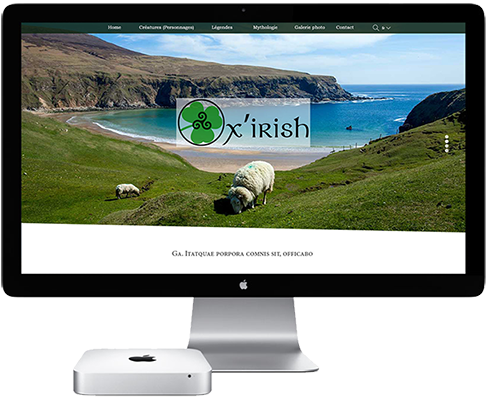 Home Créatures (Personnages) Légendes Mythologie Galerie photo Contact
x'irish
Ga. Itatquae porpora comnis sit, officabo